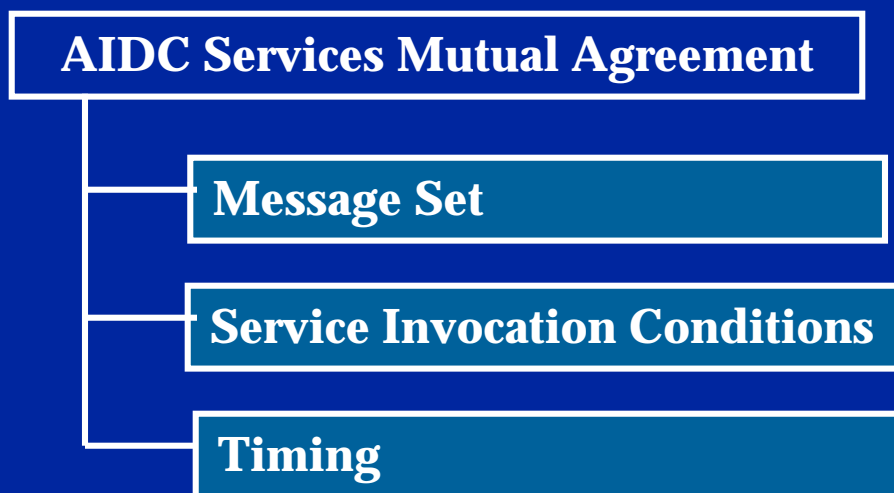 AIDC Services Mutual Agreement
Message Set
Service Invocation Conditions
Timing